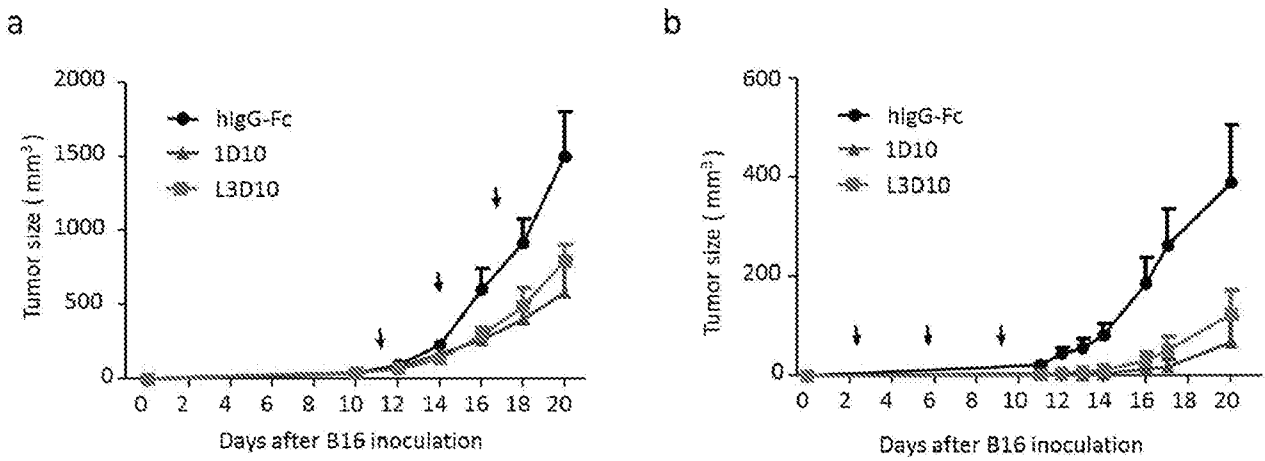 a
b
2000
1500
1000
500
0
Tumor size ( mm³ )
hIgG-Fc
1D10
L3D10
0 2 4 6 8 10 12 14 16 18 20
Days after B16 inoculation
600
400
200
0
Tumor size ( mm³ )
hIgG-Fc
1D10
L3D10
0 2 4 6 8 10 12 14 16 18 20
Days after B16 inoculation